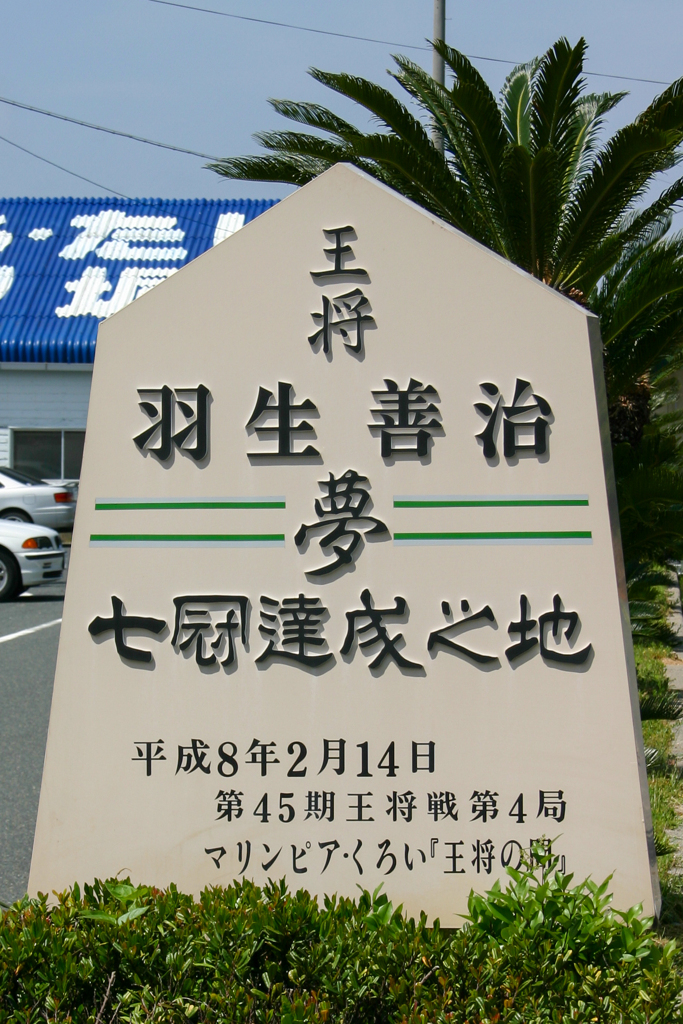 王
将
羽生善治
夢
七冠達成之地
平成8年2月14日
第45期王将戦第4局
マリンピア・くろい『王将の間』